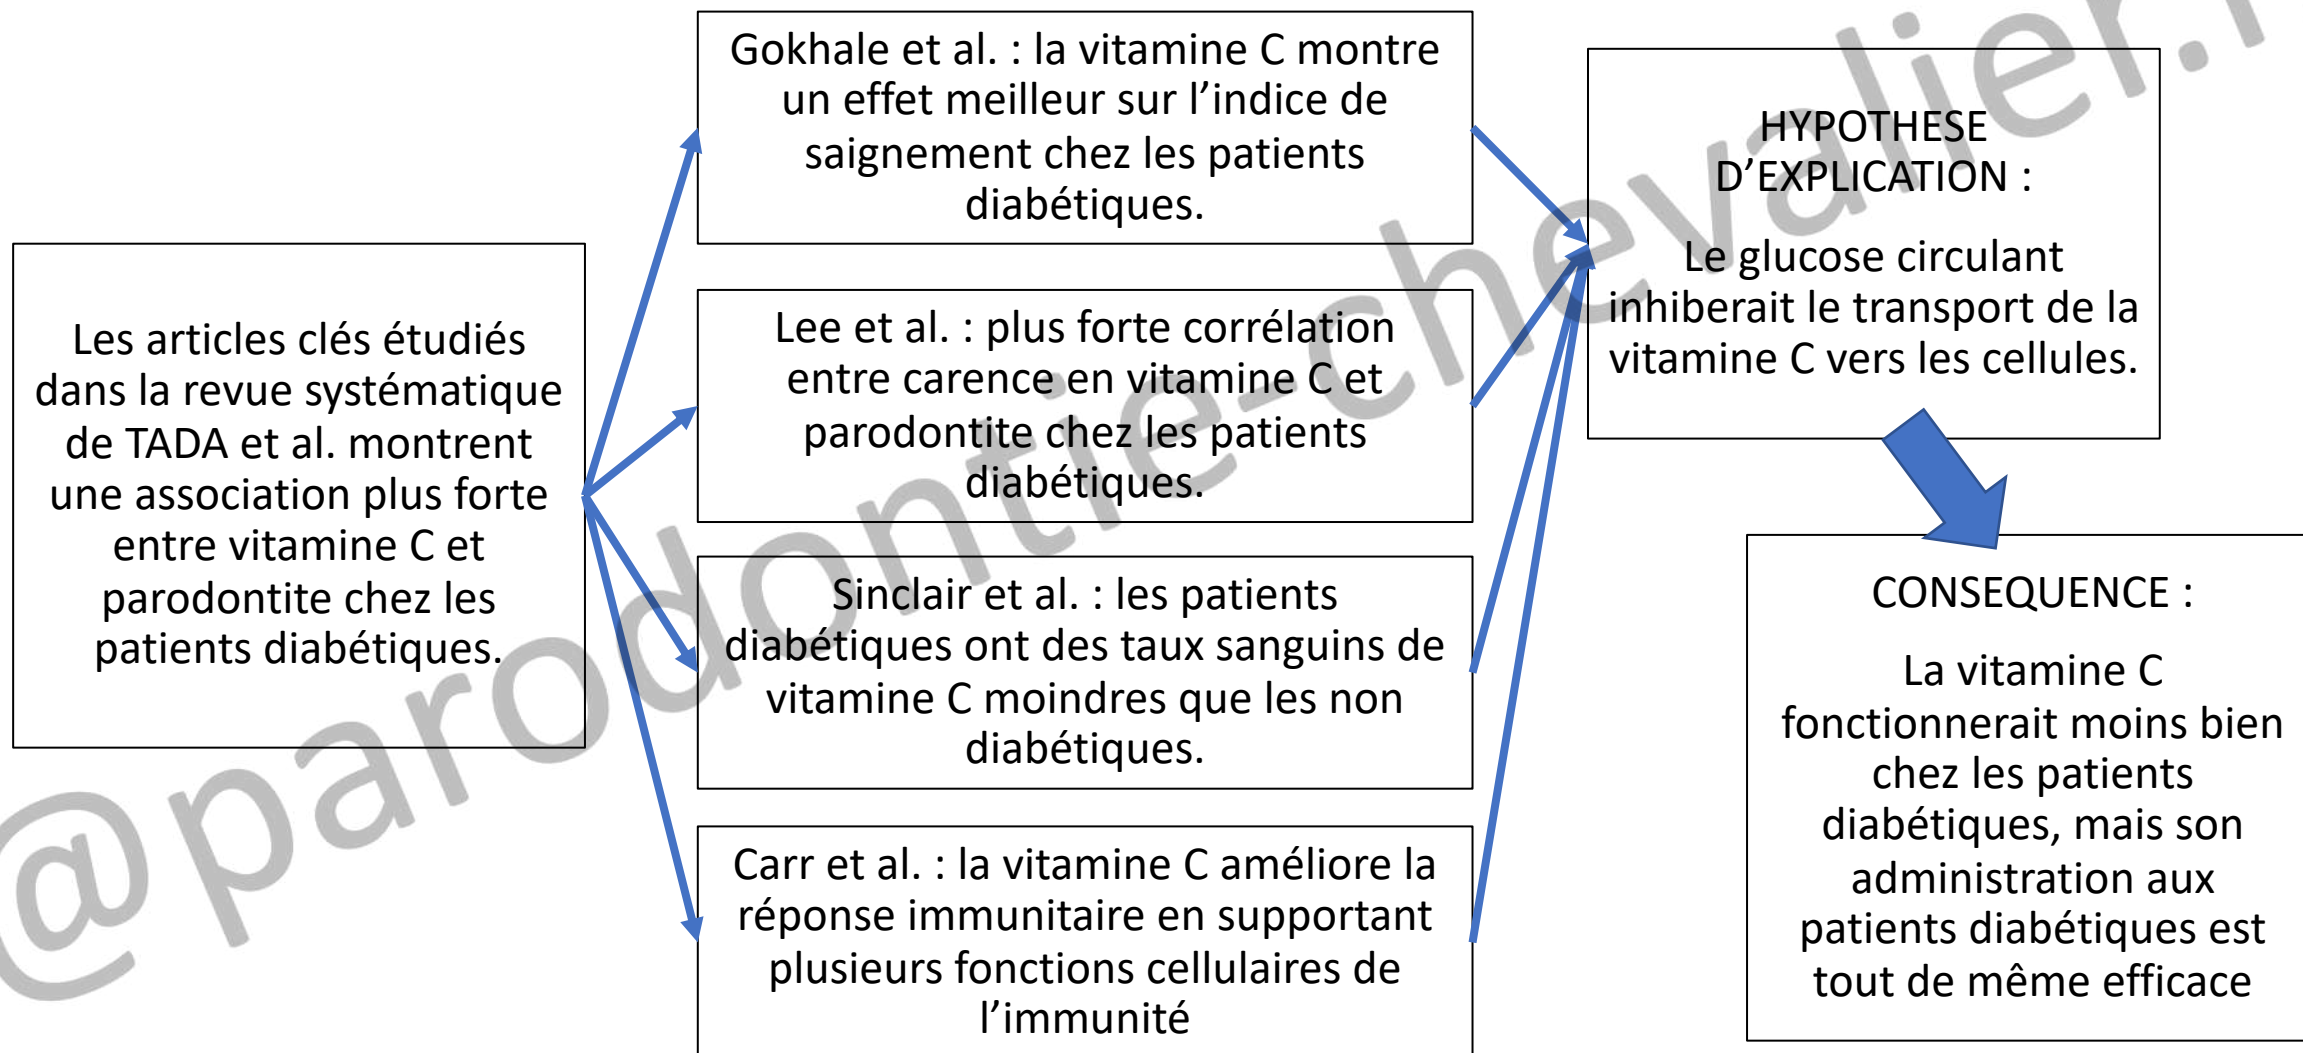 Les articles clés étudiés
dans la revue systématique
de TADA et al. montrent
une association plus forte
entre vitamine C et
parodontite chez les
patients diabétiques.
Gokhale et al. : la vitamine C montre
un effet meilleur sur l’indice de
saignement chez les patients
diabétiques.
Lee et al. : plus forte corrélation
entre carence en vitamine C et
parodontite chez les patients
diabétiques.
Sinclair et al. : les patients
diabétiques ont des taux sanguins de
vitamine C moindres que les non
diabétiques.
Carr et al. : la vitamine C améliore la
réponse immunitaire en supportant
plusieurs fonctions cellulaires de
l’immunité
HYPOTHESE
D’EXPLICATION :
Le glucose circulant
inhiberait le transport de la
vitamine C vers les cellules.
CONSEQUENCE :
La vitamine C
fonctionnerait moins bien
chez les patients
diabétiques, mais son
administration aux
patients diabétiques est
tout de même efficace
@parodontie-chevalier.